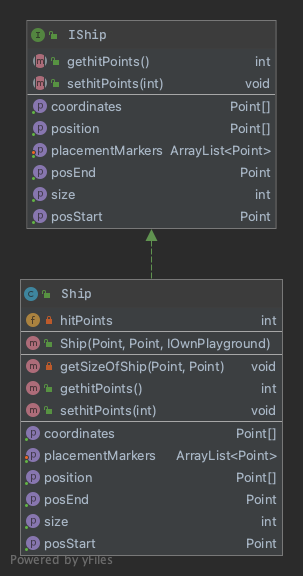 I IShip
m gethitPoints() int
m sethitPoints(int) void
p coordinates Point[]
p position Point[]
p placementMarkers ArrayList<Point>
p posEnd Point
p size int
p posStart Point
C Ship
f hitPoints int
m Ship(Point, Point, IOwnPlayground)
m getSizeOfShip(Point, Point) void
m gethitPoints() int
m sethitPoints(int) void
p coordinates Point[]
p placementMarkers ArrayList<Point>
p position Point[]
p posEnd Point
p size int
p posStart Point
Powered by yFiles